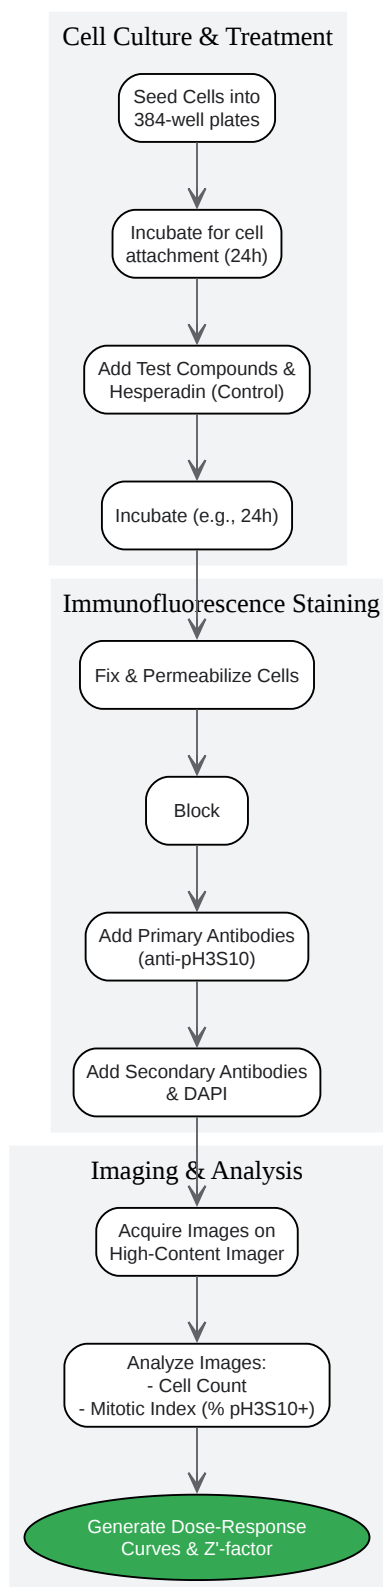 Cell Culture & Treatment
Seed Cells into
384-well plates
Incubate for cell
attachment (24h)
Add Test Compounds &
Hesperadin (Control)
Incubate (e.g., 24h)
Immunofluorescence Staining
Fix & Permeabilize Cells
Block
Add Primary Antibodies
(anti-pH3S10)
Add Secondary Antibodies
& DAPI
Imaging & Analysis
Acquire Images on
High-Content Imager
Analyze Images:
- Cell Count
- Mitotic Index (% pH3S10+)
Generate Dose-Response
Curves & Z'-factor